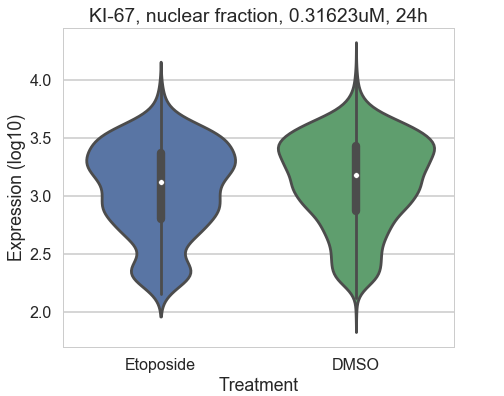 KI-67, nuclear fraction, 0.31623uM, 24h
Expression (log10)
4.0
3.5
3.0
2.5
2.0
Etoposide DMSO
Treatment